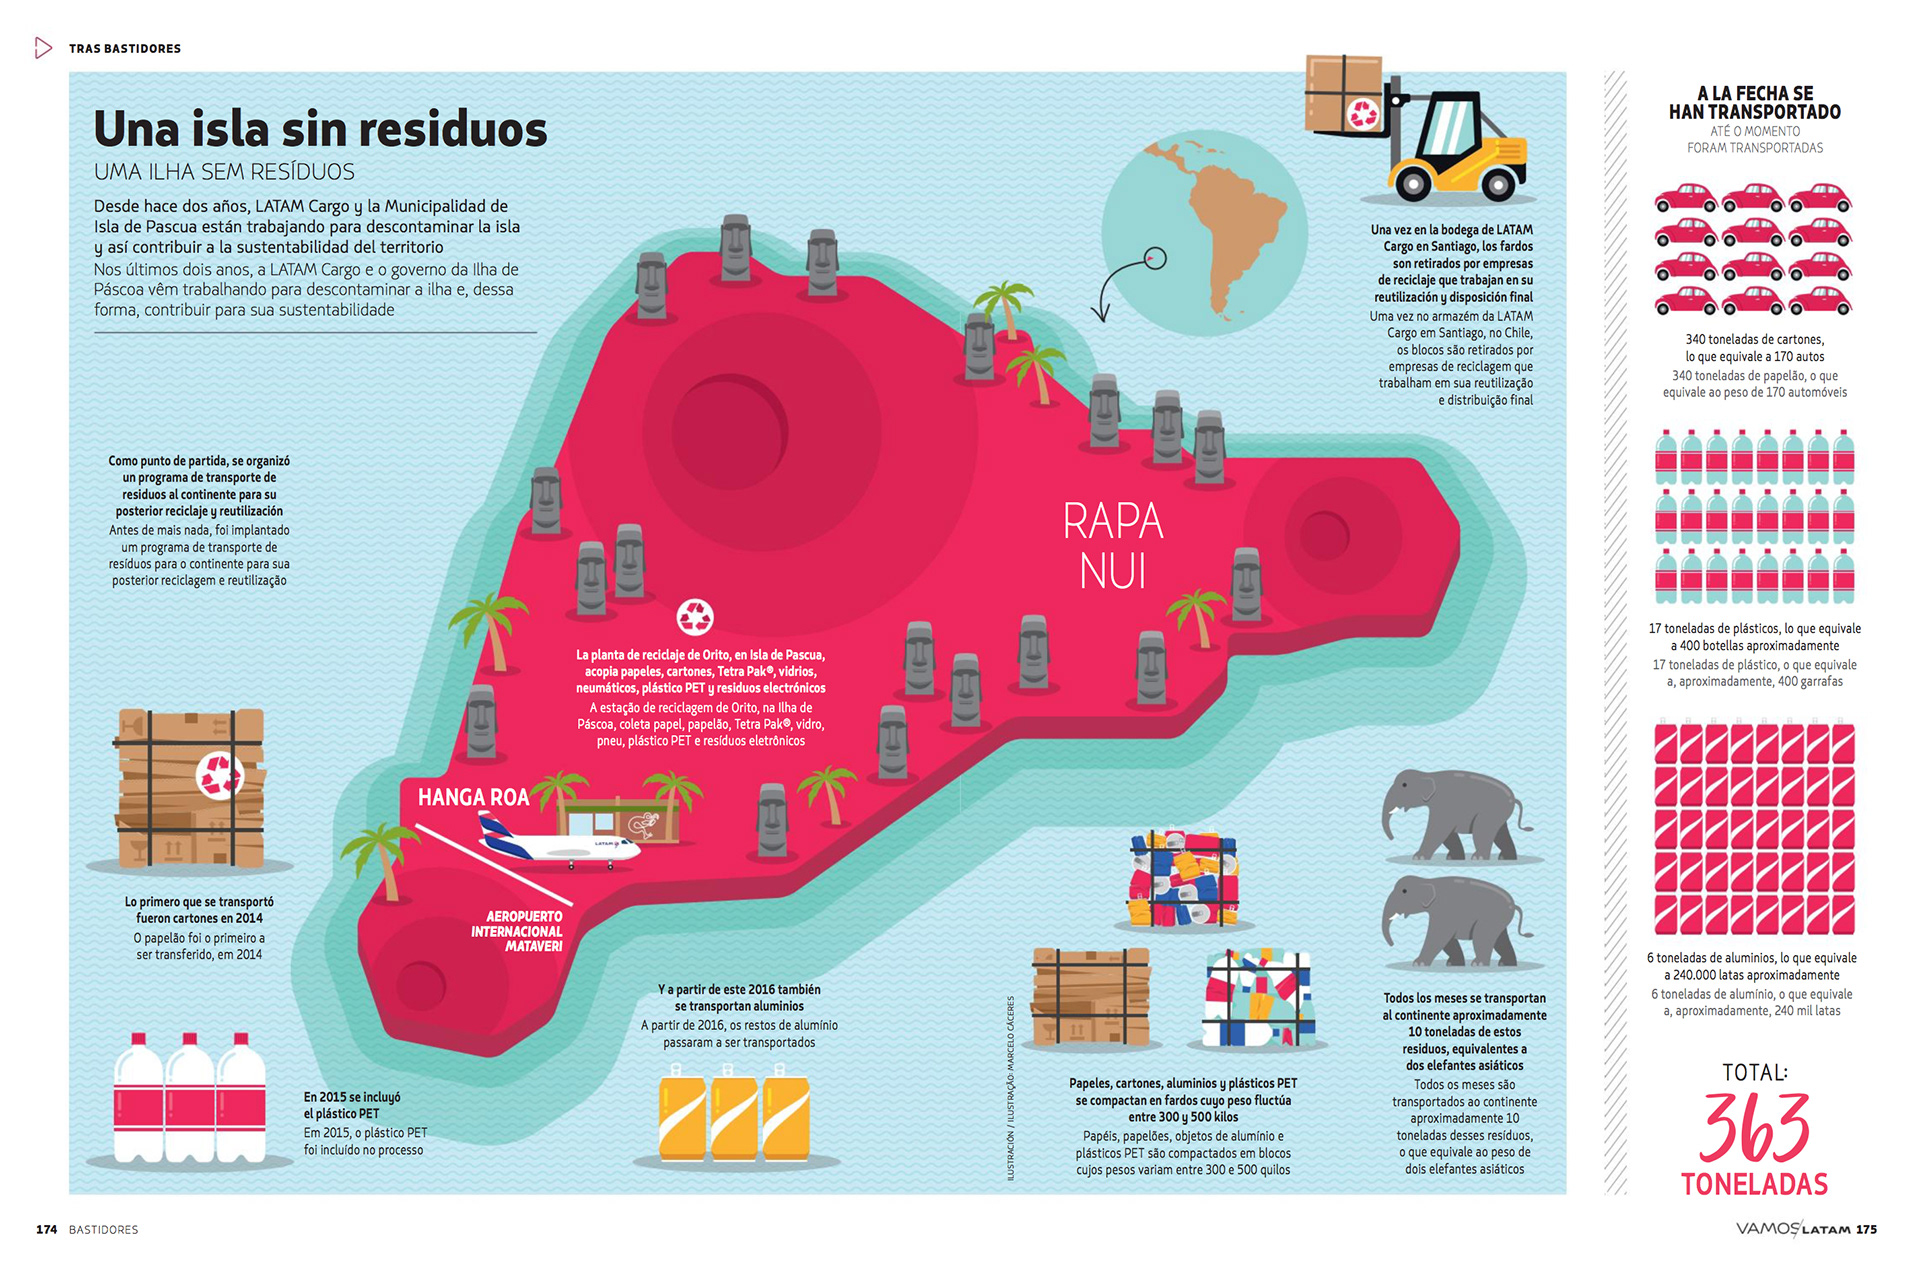 TRAS BASTIDORES
Una isla sin residuos
UMA ILHA SEM RESÍDUOS
Desde hace dos años, LATAM Cargo y la Municipalidad de
Isla de Pascua están trabajando para descontaminar la isla
y así contribuir a la sustentabilidad del territorio
Nos últimos dois anos, a LATAM Cargo e o governo da Ilha de
Páscoa vêm trabalhando para descontaminar a ilha e, dessa
forma, contribuir para sua sustentabilidade
Como punto de partida, se organizó
un programa de transporte de
residuos al continente para su
posterior reciclaje y reutilización
Antes de mais nada, foi implantado
um programa de transporte de
resíduos para o continente para sua
posterior reciclagem e reutilização
Lo primero que se transportó
fueron cartones en 2014
O papelão foi o primeiro a
ser transferido, em 2014
En 2015 se incluyó
el plástico PET
Em 2015, o plástico PET
foi incluído no processo
Y a partir de este 2016 también
se transportan aluminios
A partir de 2016, os restos de alumínio
passaram a ser transportados
RAPA
NUI
La planta de reciclaje de Orito, en Isla de Pascua,
acopia papeles, cartones, Tetra Pak®, vidrios,
neumáticos, plástico PET y residuos electrónicos
A estação de reciclagem de Orito, na Ilha de
Páscoa, coleta papel, papelão, Tetra Pak®, vidro,
pneu, plástico PET e resíduos eletrônicos
HANGA ROA
LATAM
AEROPUERTO
INTERNACIONAL
MATAVERI
Una vez en la bodega de LATAM
Cargo en Santiago, los fardos
son retirados por empresas
de reciclaje que trabajan en su
reutilización y disposición final
Uma vez no armazém da LATAM
Cargo em Santiago, no Chile,
os blocos são retirados por
empresas de reciclagem que
trabalham em sua reutilização
e distribuição final
ILUSTRACIÓN / ILUSTRAÇÃO: MARCELO CÁCERES
Papeles, cartones, aluminios y plásticos PET
se compactan en fardos cuyo peso fluctúa
entre 300 y 500 kilos
Papéis, papelões, objetos de alumínio e
plásticos PET são compactados em blocos
cujos pesos variam entre 300 e 500 quilos
Todos los meses se transportan
al continente aproximadamente
10 toneladas de estos
residuos, equivalentes a
dos elefantes asiáticos
Todos os meses são
transportados ao continente
aproximadamente 10
toneladas desses resíduos,
o que equivale ao peso de
dois elefantes asiáticos
A LA FECHA SE
HAN TRANSPORTADO
ATÉ O MOMENTO
FORAM TRANSPORTADAS
340 toneladas de cartones,
lo que equivale a 170 autos
340 toneladas de papelão, o que
equivale ao peso de 170 automóveis
17 toneladas de plásticos, lo que equivale
a 400 botellas aproximadamente
17 toneladas de plástico, o que equivale
a, aproximadamente, 400 garrafas
6 toneladas de aluminios, lo que equivale
a 240.000 latas aproximadamente
6 toneladas de alumínio, o que equivale
a, aproximadamente, 240 mil latas
TOTAL:
363
TONELADAS
174 BASTIDORES
VAMOS/LATAM 175